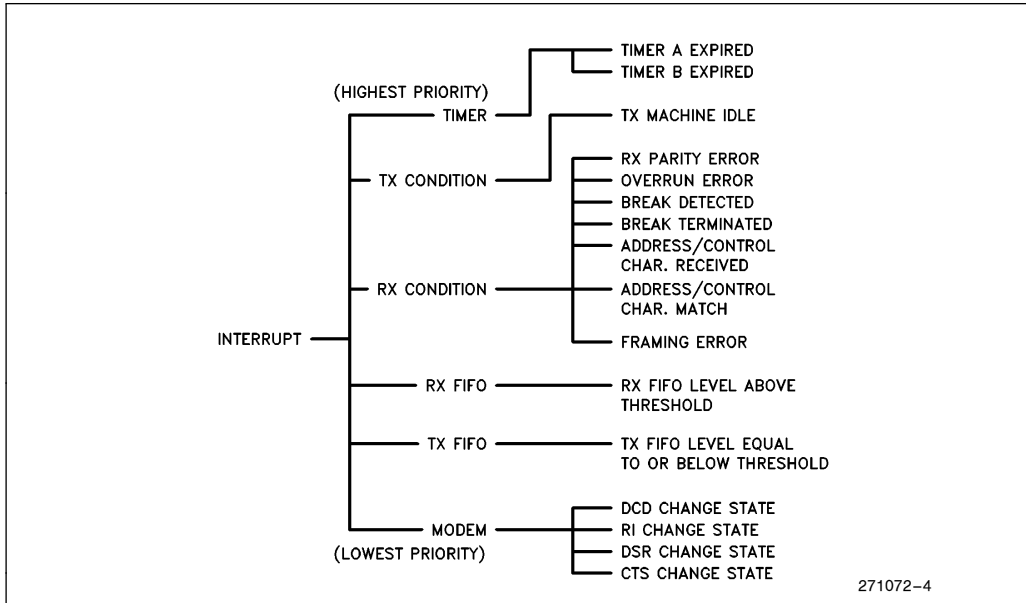 TIMER A EXPIRED
TIMER B EXPIRED
(HIGHEST PRIORITY)
TIMER
TX MACHINE IDLE
RX PARITY ERROR
TX CONDITION
OVERRUN ERROR
BREAK DETECTED
BREAK TERMINATED
ADDRESS/CONTROL
CHAR. RECEIVED
RX CONDITION
ADDRESS/CONTROL
CHAR. MATCH
INTERRUPT
FRAMING ERROR
RX FIFO
RX FIFO LEVEL ABOVE
THRESHOLD
TX FIFO
TX FIFO LEVEL EQUAL
TO OR BELOW THRESHOLD
DCD CHANGE STATE
MODEM
RI CHANGE STATE
(LOWEST PRIORITY)
DSR CHANGE STATE
CTS CHANGE STATE
271072-4